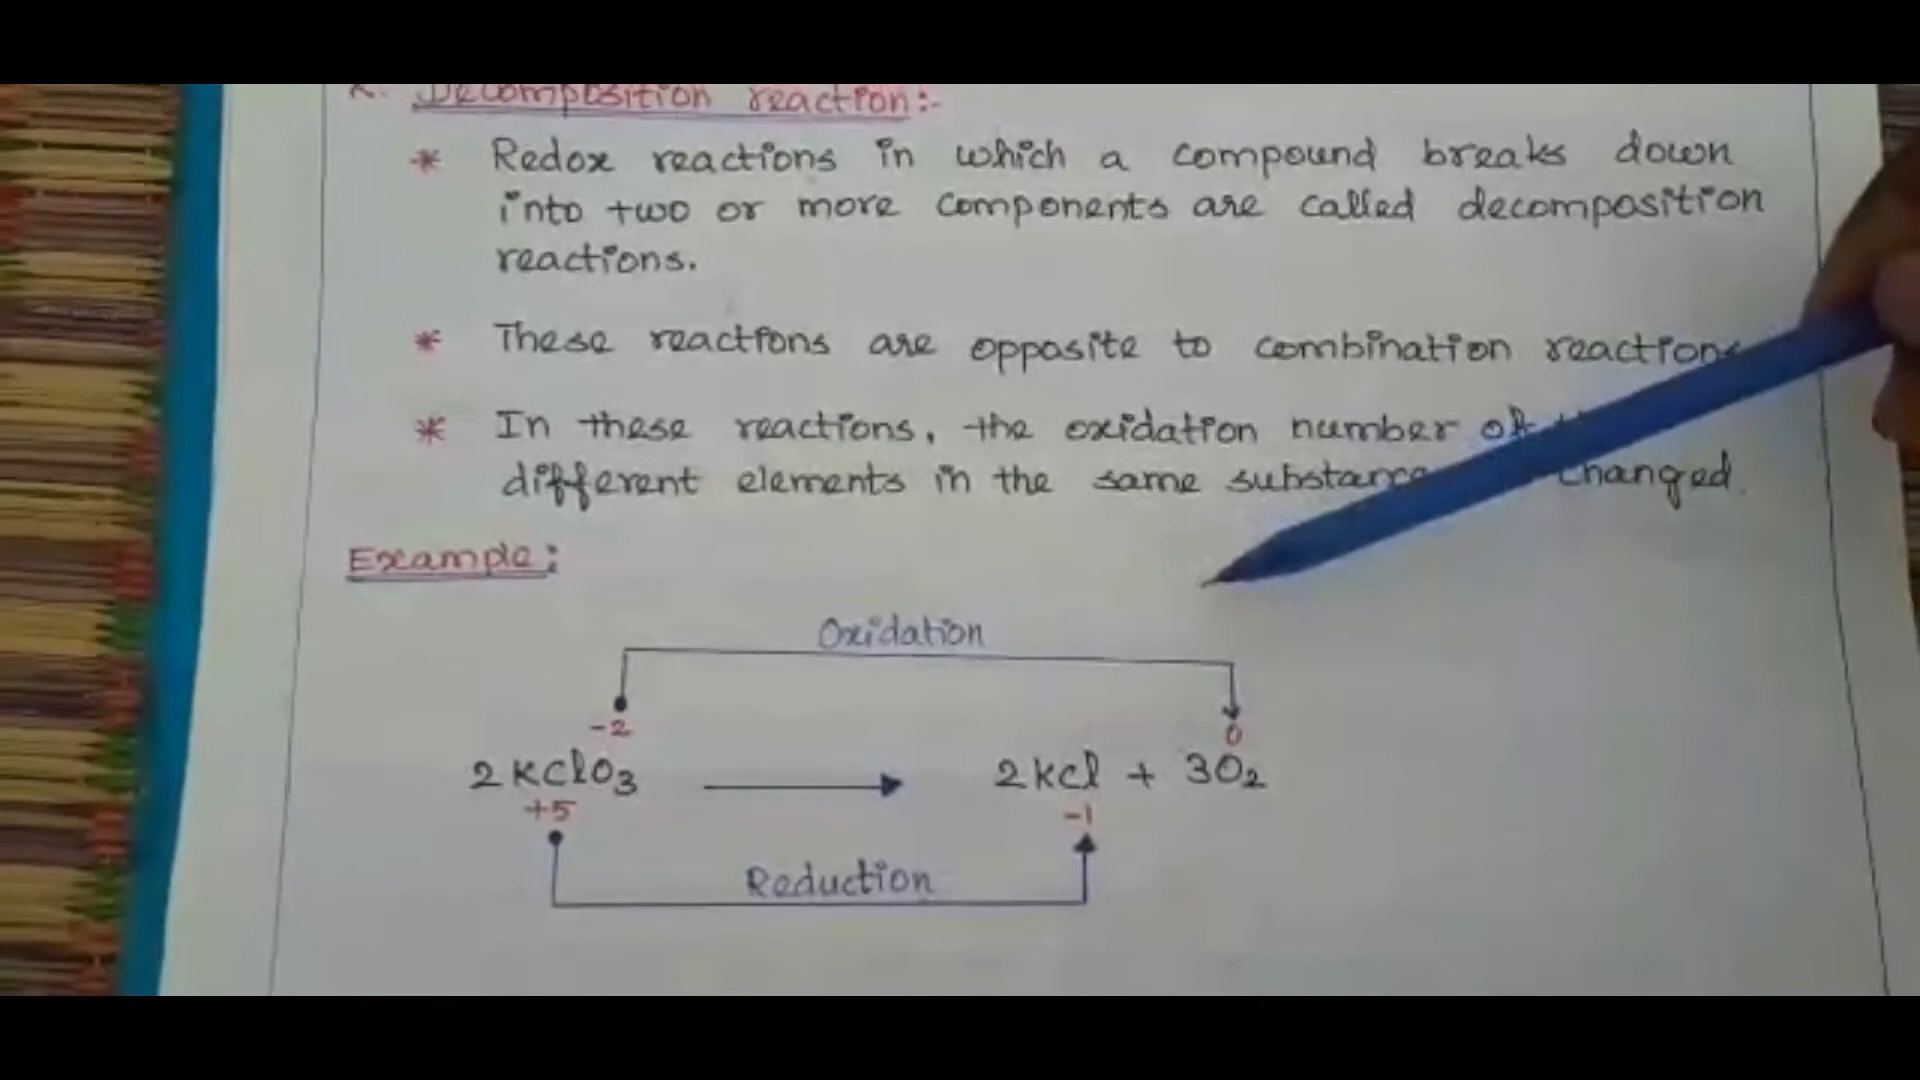 Decomposition reaction:-
* Redox reactions in which a compound breaks down
into two or more components are called decomposition
reactions.
* These reactions are opposite to combination reactions
* In these reactions, the oxidation number of
different elements in the same substance changed.
Example:
Oxidation
-2 0
2KClO3 → 2KCl + 3O2
+5 -1
Reduction